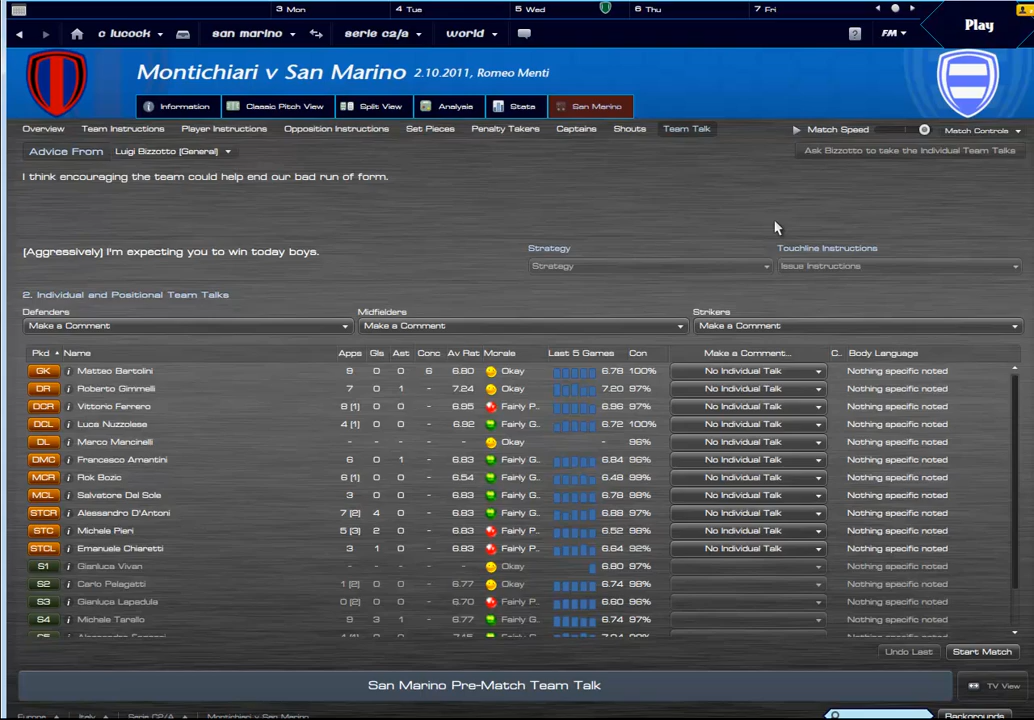 3 Mon 4 Tue 5 Wed 6 Thu 7 Fri
c lucock san marino serie c2/a world ? FM Play
Montichiari v San Marino 2.10.2011, Romeo Menti
Information Classic Pitch View Split View Analysis Stats San Marino
Overview Team Instructions Player Instructions Opposition Instructions Set Pieces Penalty Takers Captains Shouts Team Talk Match Speed Match Controls
Advice From Luigi Bizzotto [General] Ask Bizzotto to take the Individual Team Talks
I think encouraging the team could help end our bad run of form.
[Aggressively] I'm expecting you to win today boys. Strategy Touchline Instructions
Strategy Issue Instructions
2. Individual and Positional Team Talks
Defenders Midfielders Strikers
Make a Comment Make a Comment Make a Comment
Pkd Name Apps Gls Ast Conc Av Rat Morale Last 5 Games Con Make a Comment... C.. Body Language
GK i Matteo Bertolini 9 0 0 6 6.80 Okay 6.78 100% No Individual Talk Nothing specific noted
DR i Roberto Gimmelli 7 0 1 - 7.24 Okay 7.20 97% No Individual Talk Nothing specific noted
DCR i Vittorio Ferrero 8 [1] 0 0 - 6.95 Fairly P.. 6.96 97% No Individual Talk Nothing specific noted
DCL i Luca Nuzzolese 4 [1] 0 0 - 6.92 Fairly G.. 6.72 100% No Individual Talk Nothing specific noted
DL i Marco Mancinelli - - - - - Okay - 96% No Individual Talk Nothing specific noted
DMC i Francesco Amantini 6 0 1 - 6.83 Fairly G.. 6.84 96% No Individual Talk Nothing specific noted
MCR i Rok Bozic 6 [1] 0 0 - 6.54 Fairly G.. 6.48 99% No Individual Talk Nothing specific noted
MCL i Salvatore Del Sole 3 0 0 - 6.83 Fairly G.. 6.78 98% No Individual Talk Nothing specific noted
STCR i Alessandro D'Antoni 7 [2] 4 0 - 6.83 Fairly G.. 6.88 97% No Individual Talk Nothing specific noted
STC i Michele Pieri 5 [3] 2 0 - 6.83 Fairly P.. 6.52 98% No Individual Talk Nothing specific noted
STCL i Emanuele Chiaretti 3 1 0 - 6.83 Fairly P.. 6.64 92% No Individual Talk Nothing specific noted
S1 i Gianluca Vivan - - - - - Okay 6.80 97% Nothing specific noted
S2 i Carlo Pelagatti 1 [2] 0 0 - 6.77 Okay 6.74 98% Nothing specific noted
S3 i Gianluca Lapadula 0 [2] 0 0 - 6.70 Fairly P.. 6.60 96% Nothing specific noted
S4 i Michele Tarallo 9 3 1 - 6.77 Fairly G.. 6.74 97% Nothing specific noted
Undo Last Start Match
San Marino Pre-Match Team Talk TV View
Europe Italy Serie C2/A Montichiari v San Marino Backgrounds